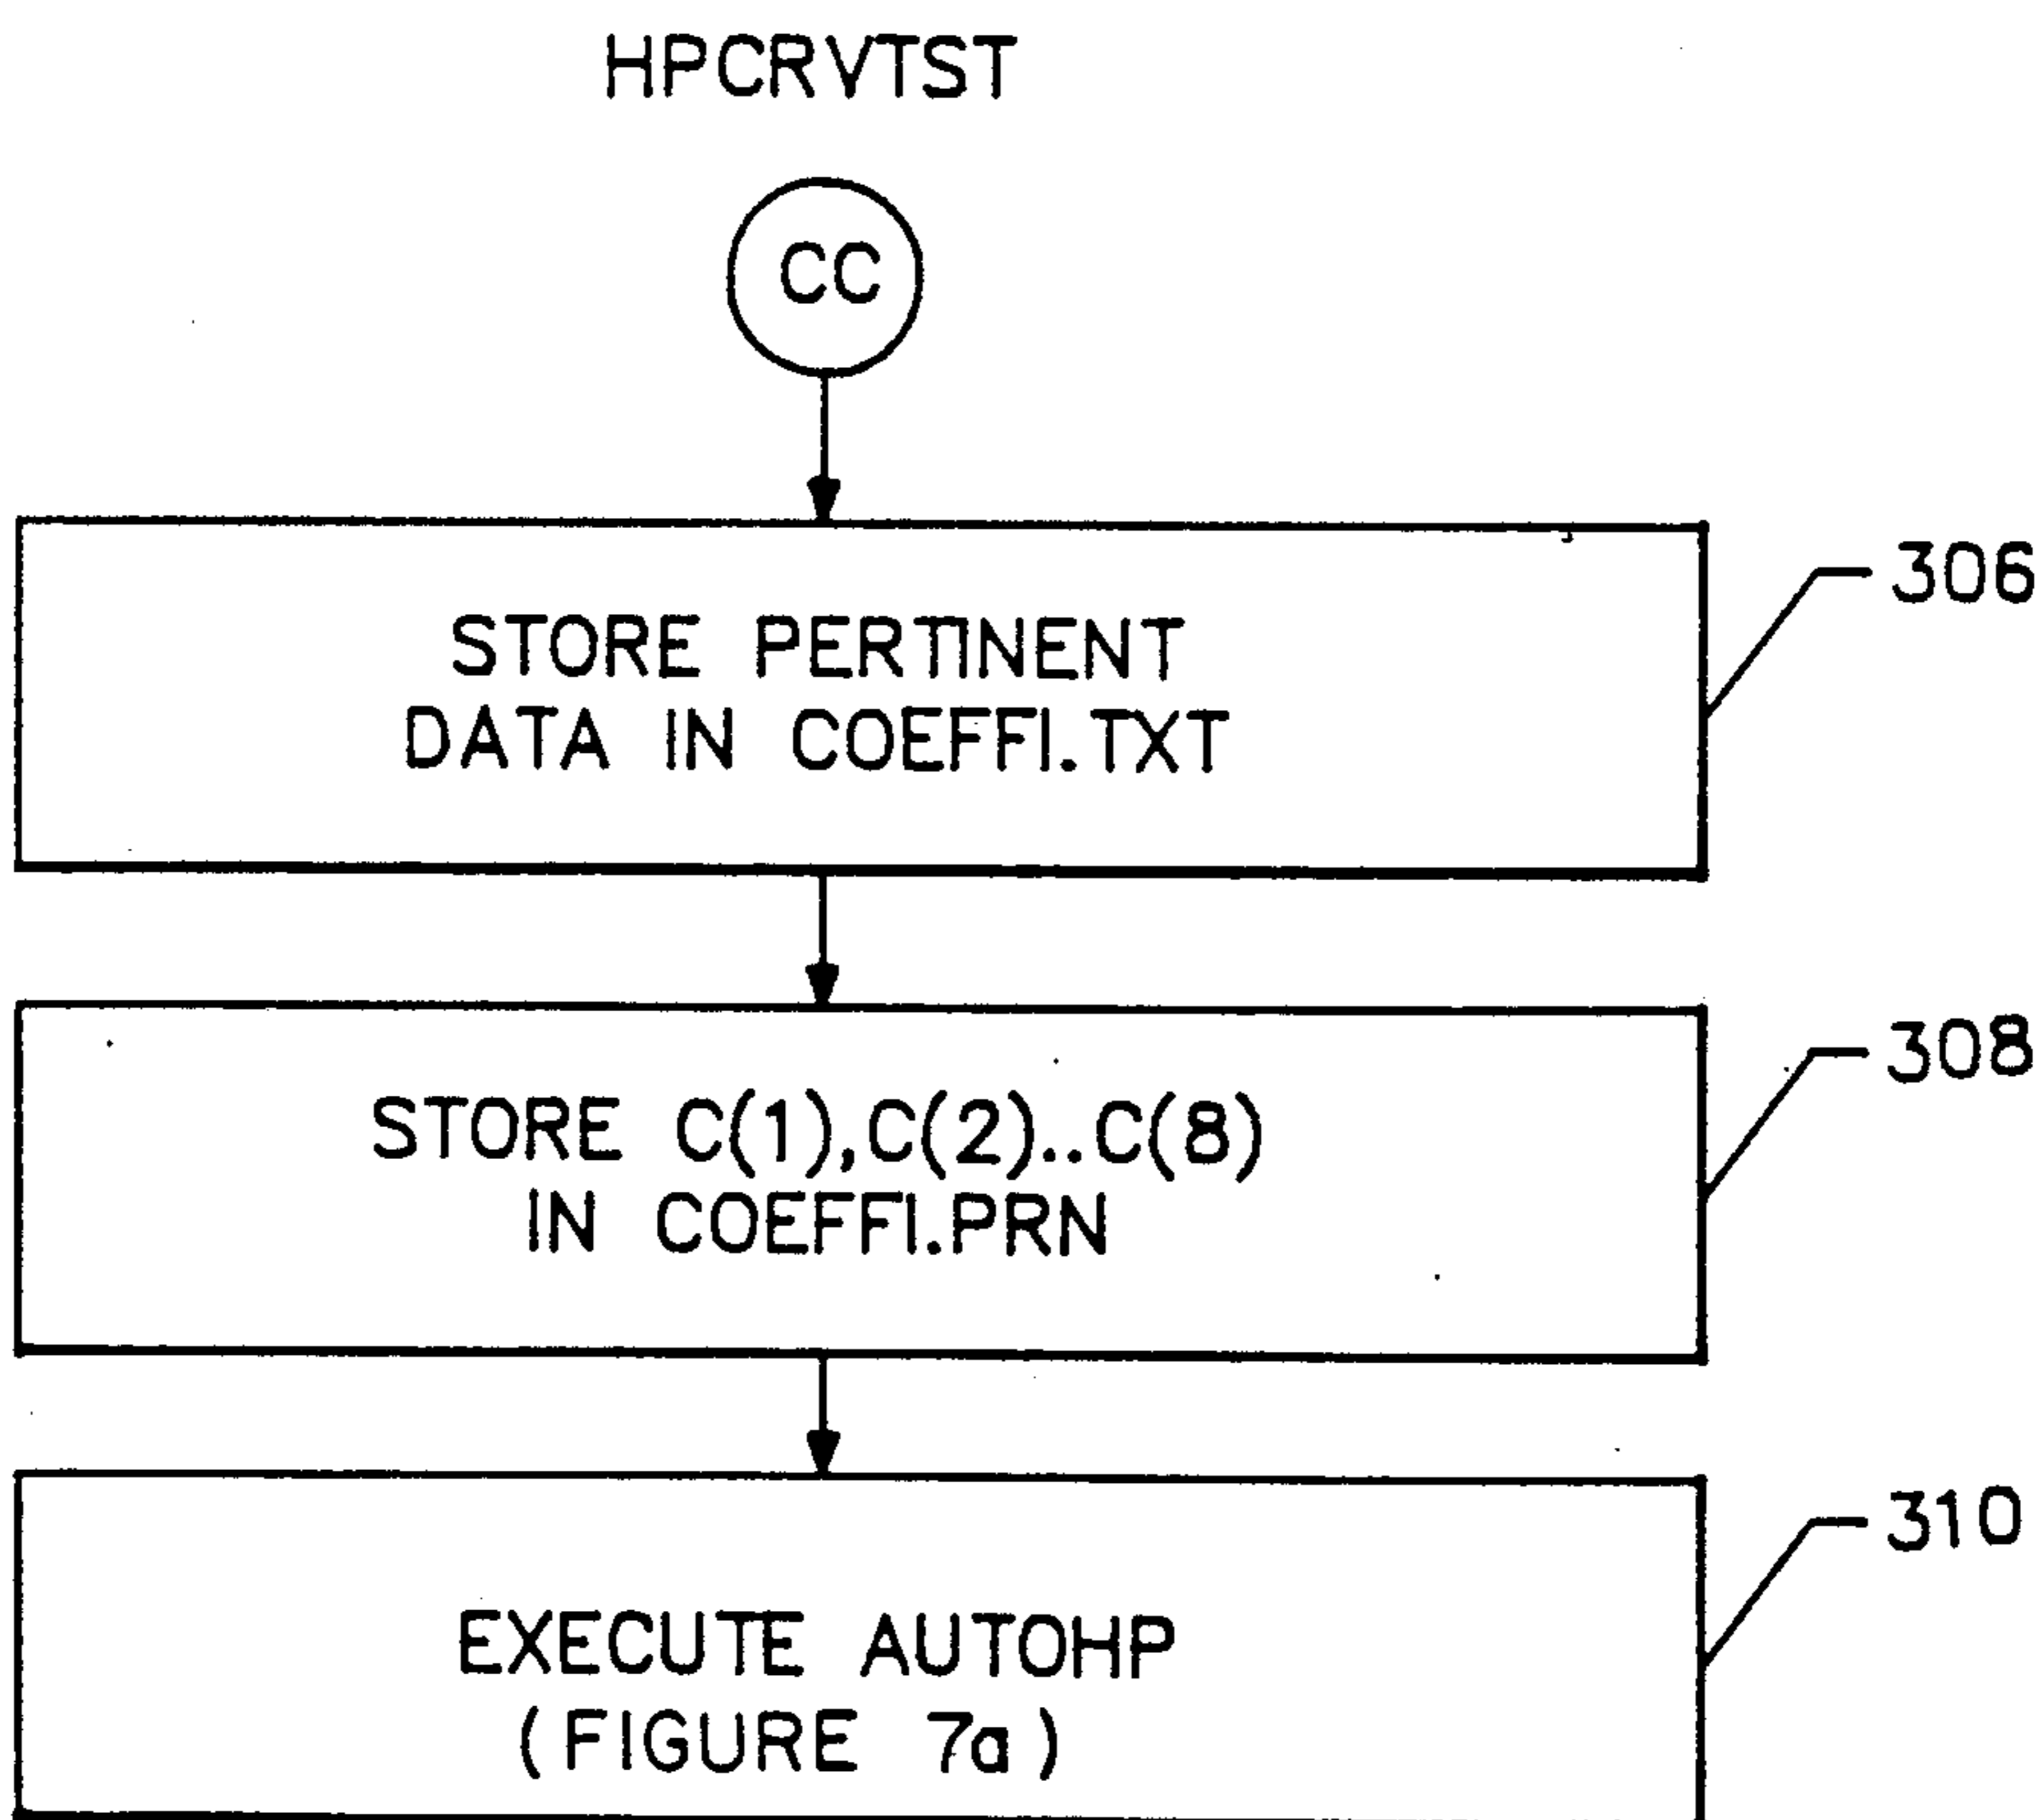 HPCRVTST
CC
306
STORE PERTINENT
DATA IN COEFFI.TXT
308
STORE C(1),C(2)..C(8)
IN COEFFI.PRN
310
EXECUTE AUTOHP
(FIGURE 7a)